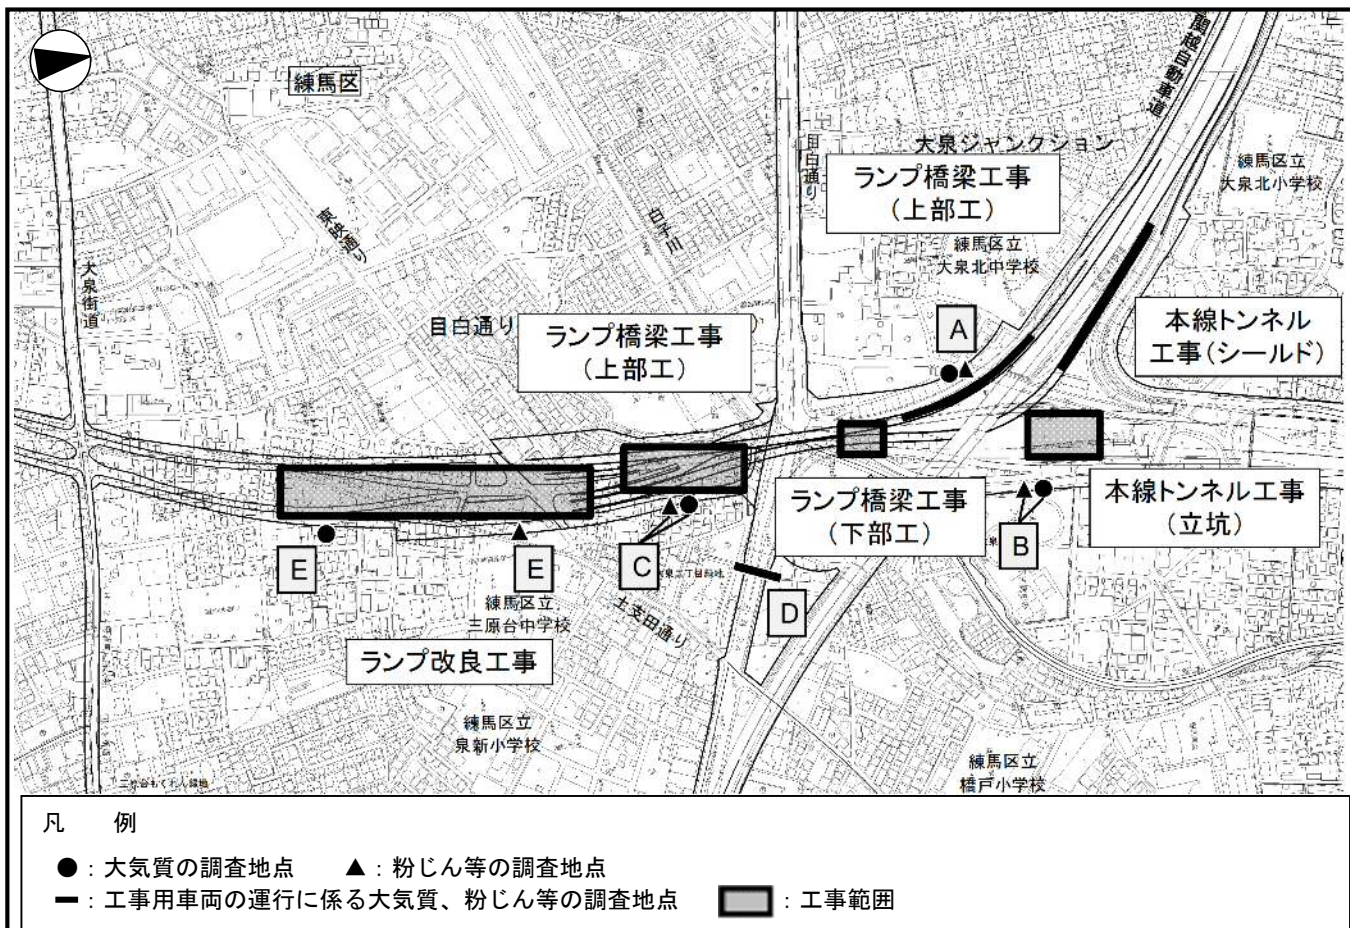 関越自動車道
練馬区
大泉ジャンクション
目白通り
練馬区立
大泉北小学校
ランプ橋梁工事
(上部工)
練馬区立
大泉北中学校
東映通り
白子川
大泉街道
目白通り
ランプ橋梁工事
(上部工)
A
本線トンネル
工事(シールド)
ランプ橋梁工事
(下部工)
本線トンネル工事
(立坑)
B
C
D
E
E
練馬区立
三原台中学校
土支田通り
ランプ改良工事
練馬区立
泉新小学校
練馬区立
橋戸小学校
凡 例
●:大気質の調査地点 ▲:粉じん等の調査地点
━:工事用車両の運行に係る大気質、粉じん等の調査地点 :工事範囲